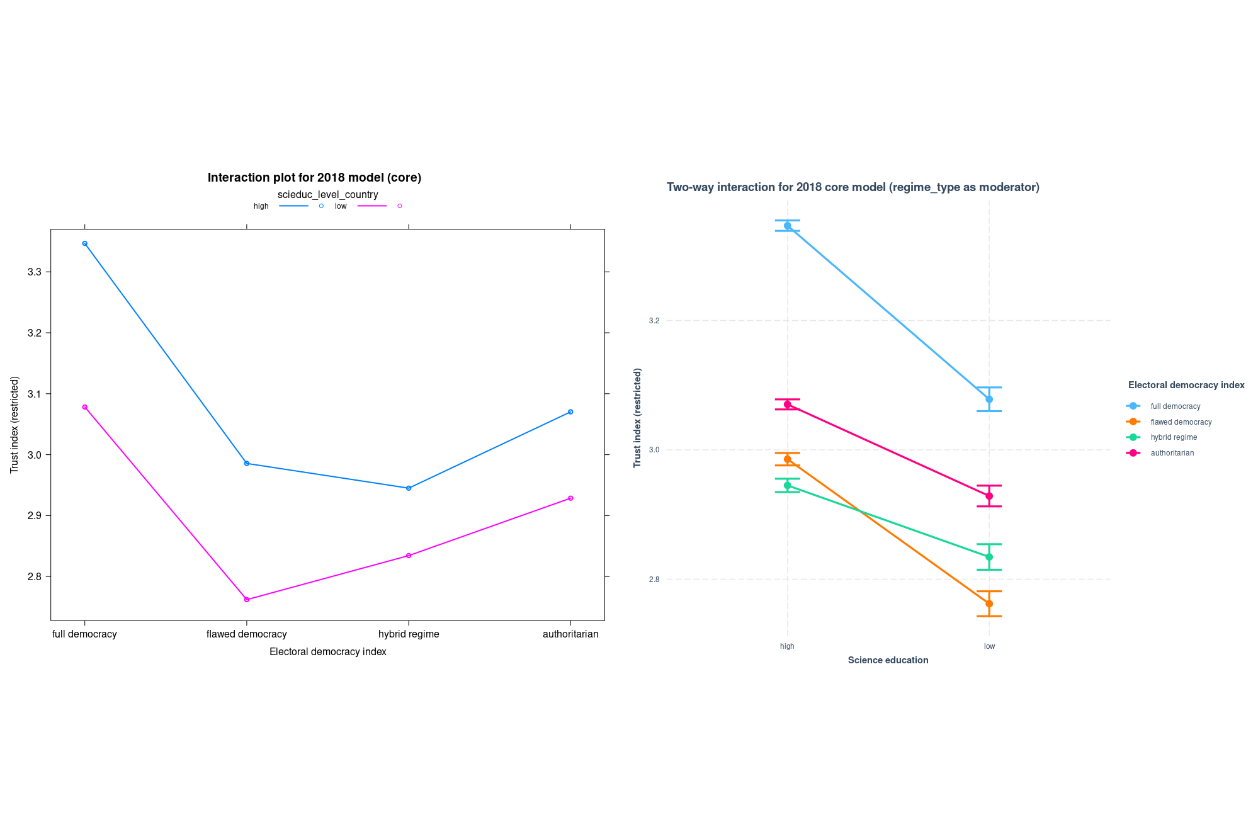 Interaction plot for 2018 model (core)
scieduc_level_country
high low
3.3
3.2
3.1
3.0
2.9
2.8
Trust index (restricted)
full democracy flawed democracy hybrid regime authoritarian
Electoral democracy index
Two-way interaction for 2018 core model (regime_type as moderator)
3.2
3.0
2.8
Trust index (restricted)
high low
Science education
Electoral democracy index
full democracy
flawed democracy
hybrid regime
authoritarian